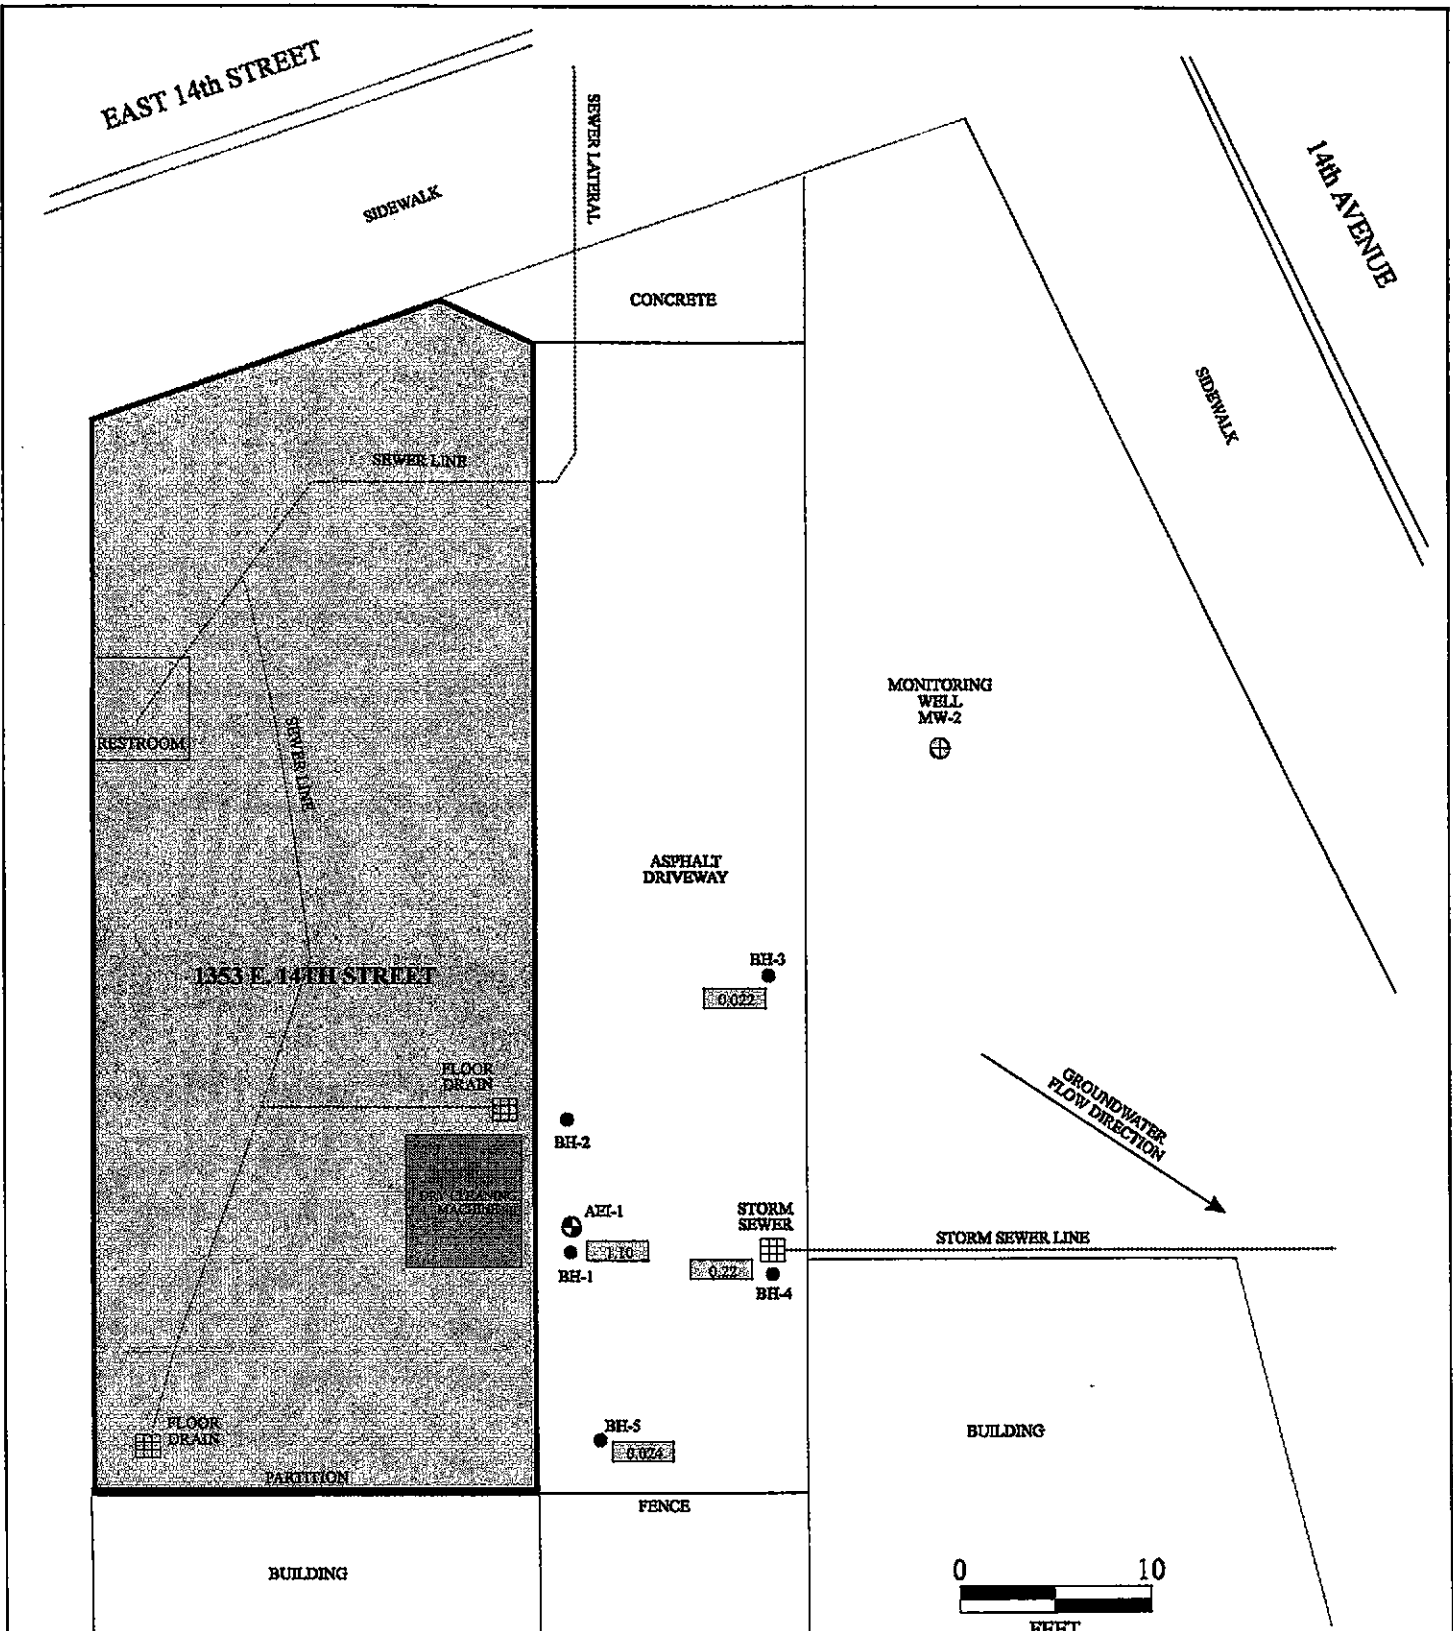 EAST 14th STREET
SEWER LATERAL
14th AVENUE
SIDEWALK
CONCRETE
SIDEWALK
SEWER LINE
MONITORING
WELL
MW-2
RESTROOM
SEWER LINE
ASPHALT
DRIVEWAY
BH-3
1353 E. 14TH STREET
0.022
FLOOR
DRAIN
GROUNDWATER
FLOW DIRECTION
BH-2
DRY CLEANING
MACHINE
AEI-1
STORM
SEWER
STORM SEWER LINE
1.10
0.22
BH-1
BH-4
FLOOR
DRAIN
BH-5
0.024
BUILDING
PARTITION
FENCE
BUILDING
0 10
FEET